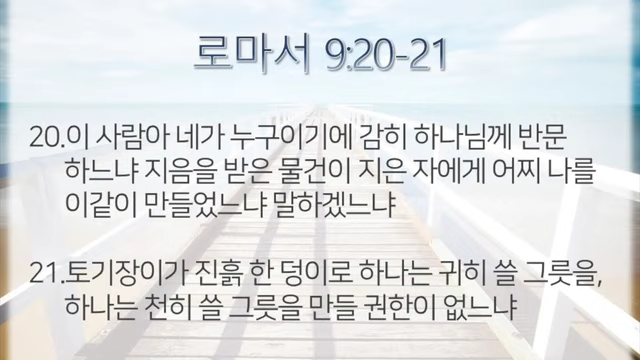 로마서 9:20-21
20.이 사람아 네가 누구이기에 감히 하나님께 반문
하느냐 지음을 받은 물건이 지은 자에게 어찌 나를
이같이 만들었느냐 말하겠느냐
21.토기장이가 진흙 한 덩이로 하나는 귀히 쓸 그릇을,
하나는 천히 쓸 그릇을 만들 권한이 없느냐